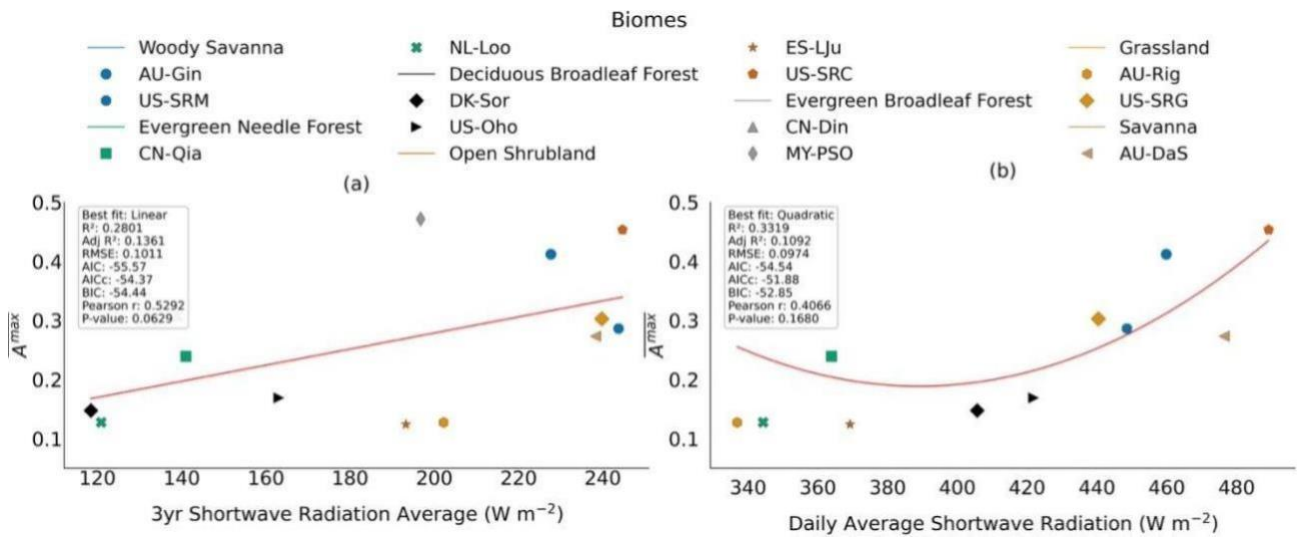 Biomes
Woody Savanna
AU-Gin
US-SRM
Evergreen Needle Forest
CN-Qia
NL-Loo
Deciduous Broadleaf Forest
DK-Sor
US-Oho
Open Shrubland
ES-LJu
US-SRC
Evergreen Broadleaf Forest
CN-Din
MY-PSO
Grassland
AU-Rig
US-SRG
Savanna
AU-DaS
(a)
0.5
0.4
0.3
0.2
0.1
A^max
Best fit: Linear
R²: 0.2801
Adj R²: 0.1361
RMSE: 0.1011
AIC: -55.57
AICc: -54.37
BIC: -54.44
Pearson r: 0.5292
P-value: 0.0629
120 140 160 180 200 220 240
3yr Shortwave Radiation Average (W m⁻²)
(b)
0.5
0.4
0.3
0.2
0.1
A^max
Best fit: Quadratic
R²: 0.3319
Adj R²: 0.1092
RMSE: 0.0974
AIC: -54.54
AICc: -51.88
BIC: -52.85
Pearson r: 0.4066
P-value: 0.1680
340 360 380 400 420 440 460 480
Daily Average Shortwave Radiation (W m⁻²)